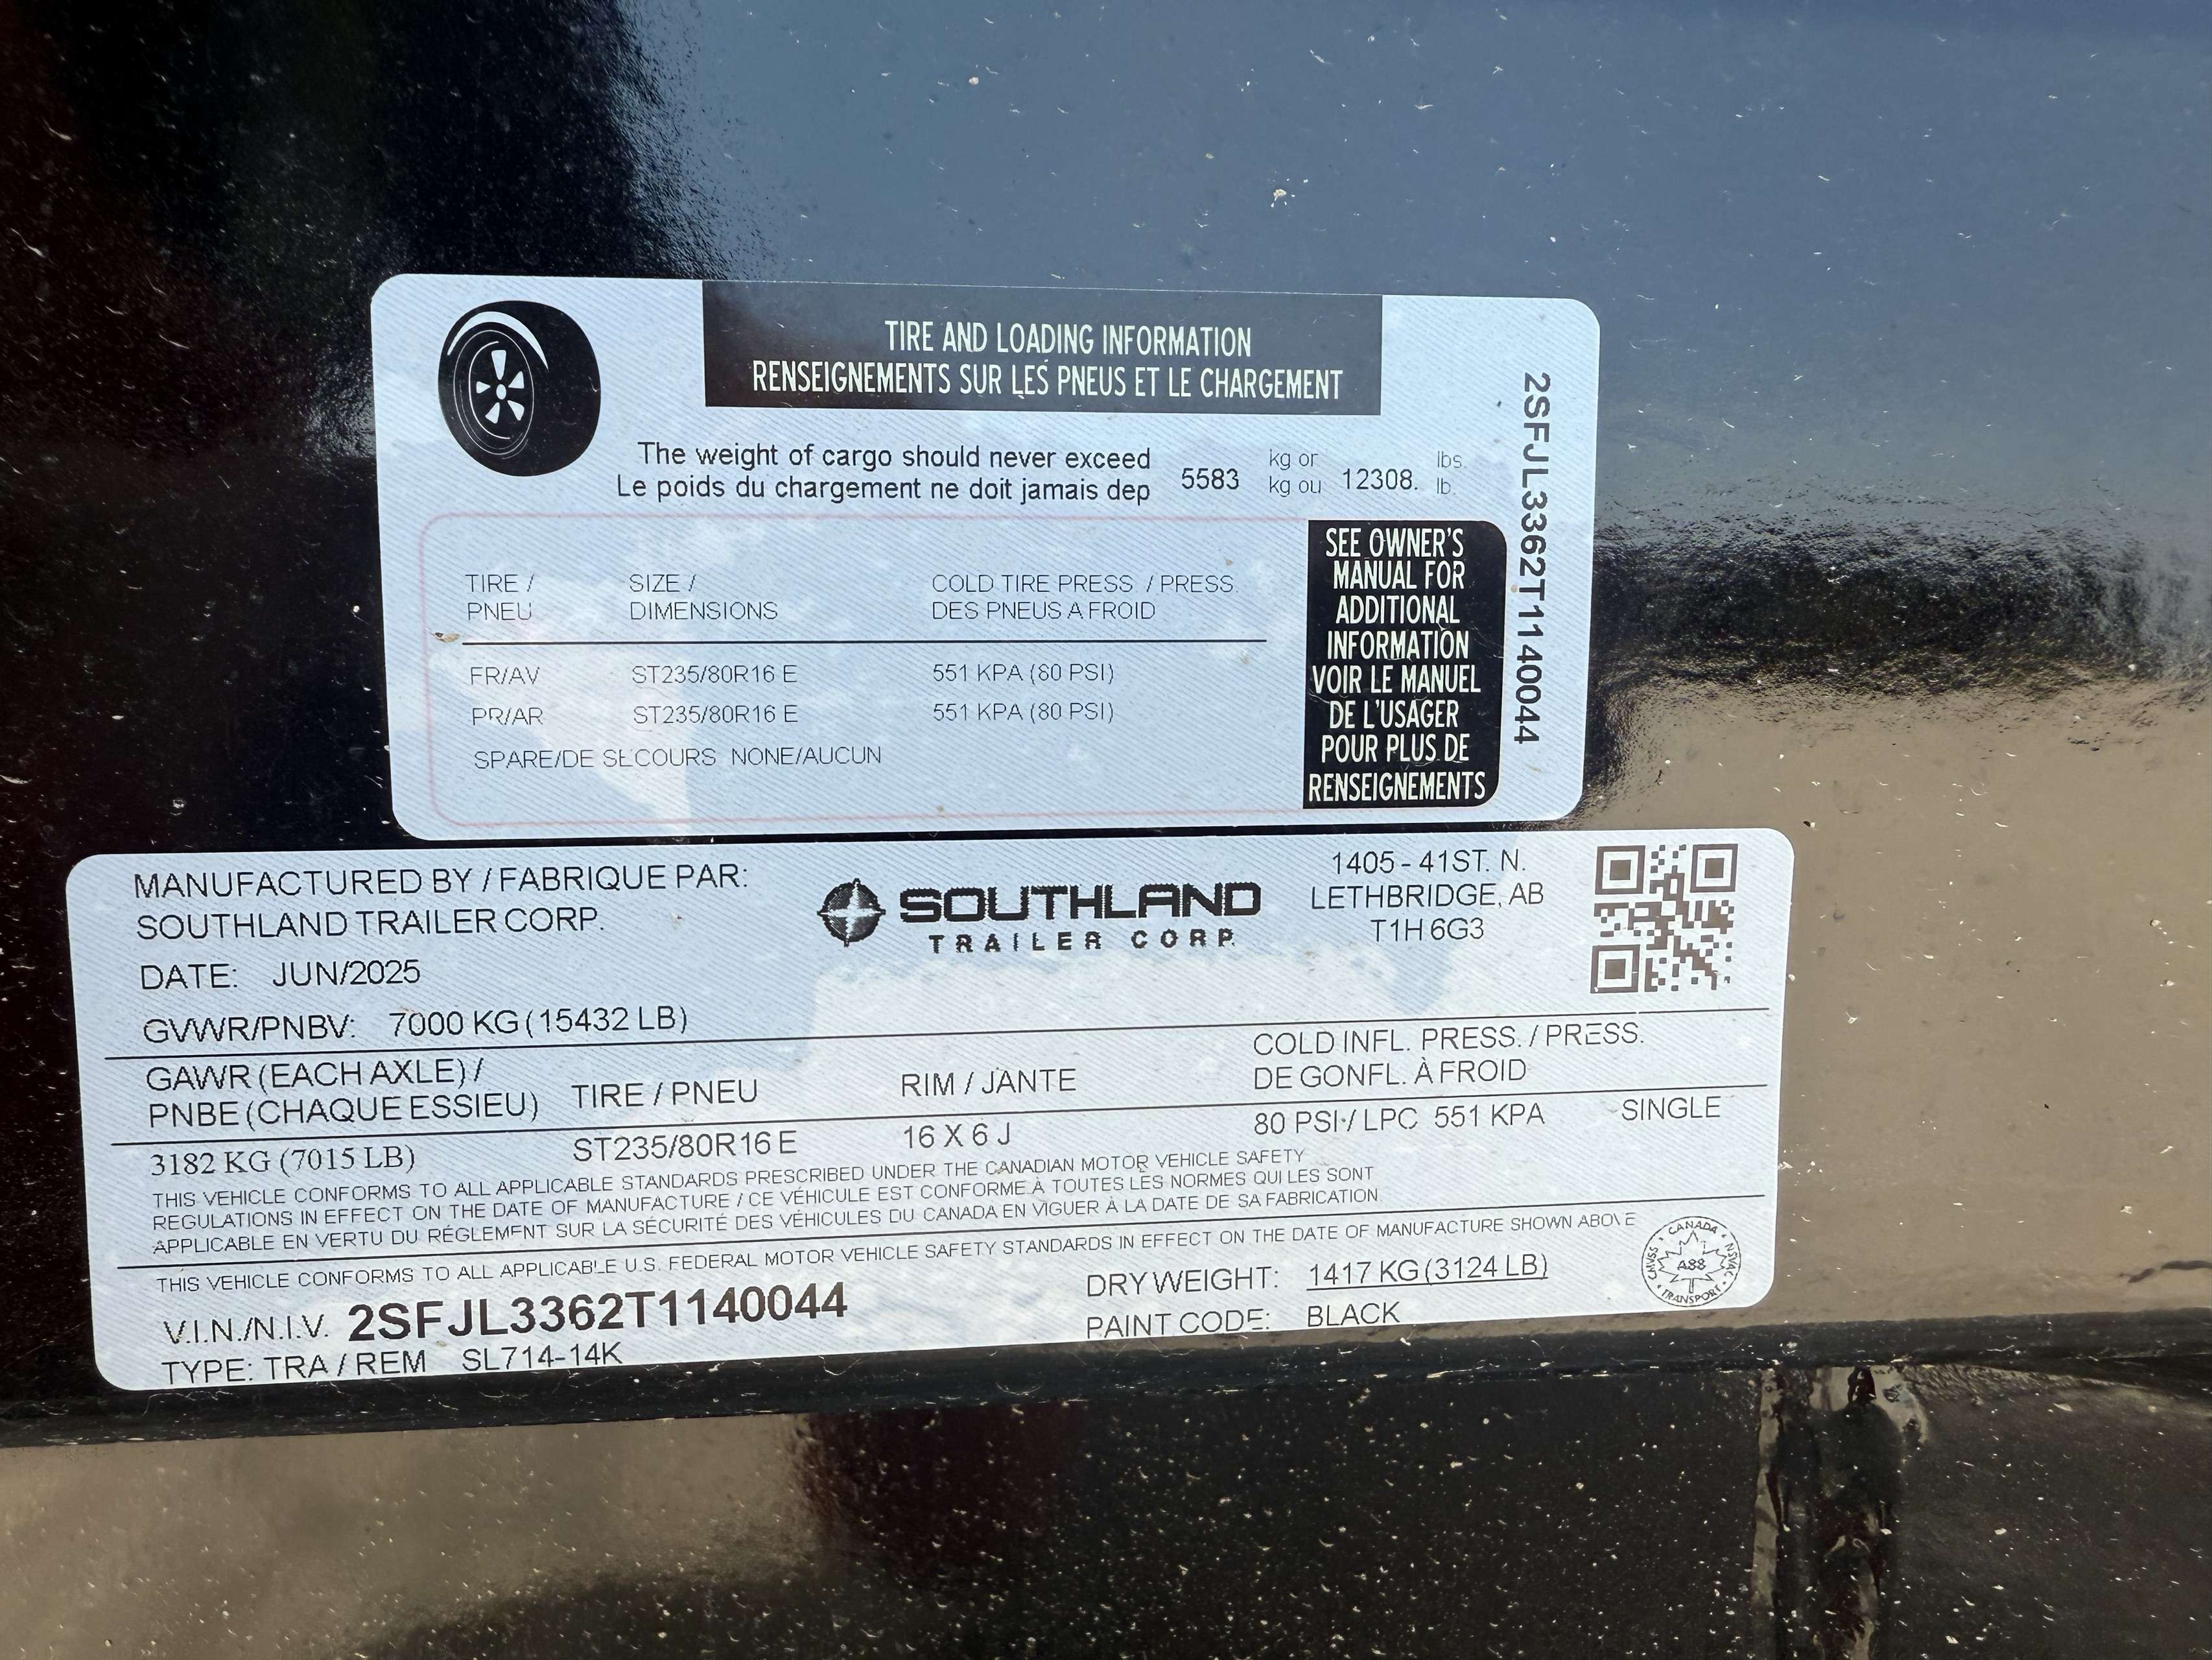 TIRE AND LOADING INFORMATION
RENSEIGNEMENTS SUR LES PNEUS ET LE CHARGEMENT
The weight of cargo should never exceed
Le poids du chargement ne doit jamais dep
5583 kg or kg ou 12308. lbs. lb.
TIRE / PNEU
SIZE / DIMENSIONS
COLD TIRE PRESS. / PRESS. DES PNEUS A FROID
FR/AV ST235/80R16 E 551 KPA (80 PSI)
PR/AR ST235/80R16 E 551 KPA (80 PSI)
SPARE/DE SECOURS NONE/AUCUN
SEE OWNER'S
MANUAL FOR
ADDITIONAL
INFORMATION
VOIR LE MANUEL
DE L'USAGER
POUR PLUS DE
RENSEIGNEMENTS
2SFJL3362T1140044
MANUFACTURED BY / FABRIQUE PAR:
SOUTHLAND TRAILER CORP.
SOUTHLAND
TRAILER CORP.
1405 - 41ST. N.
LETHBRIDGE, AB
T1H 6G3
DATE: JUN/2025
GVWR/PNBV: 7000 KG (15432 LB)
GAWR (EACH AXLE) /
PNBE (CHAQUE ESSIEU)
TIRE / PNEU
RIM / JANTE
COLD INFL. PRESS. / PRESS.
DE GONFL. À FROID
3182 KG (7015 LB) ST235/80R16 E 16 X 6 J 80 PSI / LPC 551 KPA SINGLE
THIS VEHICLE CONFORMS TO ALL APPLICABLE STANDARDS PRESCRIBED UNDER THE CANADIAN MOTOR VEHICLE SAFETY
REGULATIONS IN EFFECT ON THE DATE OF MANUFACTURE / CE VÉHICULE EST CONFORME À TOUTES LES NORMES QUI LES SONT
APPLICABLE EN VERTU DU RÉGLEMENT SUR LA SÉCURITÉ DES VÉHICULES DU CANADA EN VIGUER À LA DATE DE SA FABRICATION.
THIS VEHICLE CONFORMS TO ALL APPLICABLE U.S. FEDERAL MOTOR VEHICLE SAFETY STANDARDS IN EFFECT ON THE DATE OF MANUFACTURE SHOWN ABOVE
V.I.N./N.I.V. 2SFJL3362T1140044
TYPE: TRA / REM SL714-14K
DRY WEIGHT: 1417 KG (3124 LB)
PAINT CODE: BLACK
CANADA
CMVSS
NSVAC
A88
TRANSPORT